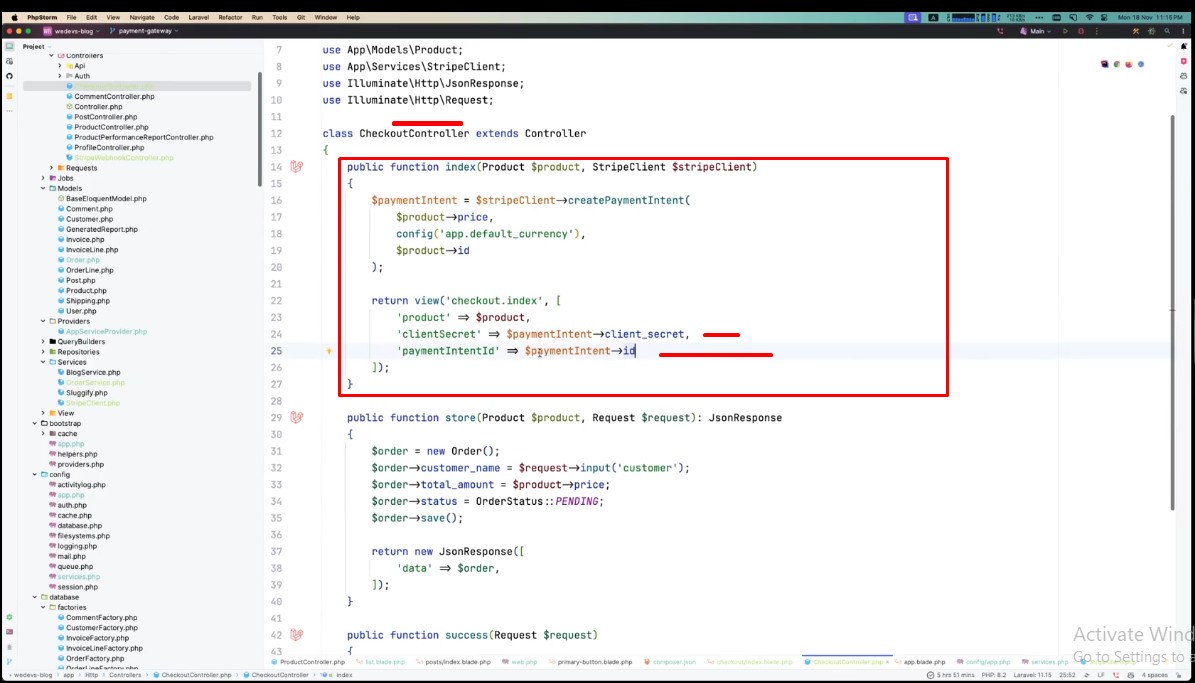 PhpStorm File Edit View Navigate Code Laravel Refactor Run Tools Git Window Help
Mon 18 Nov 11:15PM
wedevs-blog payment-gateway
Main
Project
Controllers
Api
Auth
CommentController.php
Controller.php
PostController.php
ProductController.php
ProductPerformanceReportController.php
ProfileController.php
StripeWebhookController.php
Requests
Jobs
Models
BaseEloquentModel.php
Comment.php
Customer.php
GeneratedReport.php
Invoice.php
InvoiceLine.php
Order.php
OrderLine.php
Post.php
Product.php
Shipping.php
User.php
Providers
AppServiceProvider.php
QueryBuilders
Repositories
Services
BlogService.php
OrderService.php
Sluggify.php
StripeClient.php
View
bootstrap
cache
app.php
helpers.php
providers.php
config
activitylog.php
app.php
auth.php
cache.php
database.php
filesystems.php
logging.php
mail.php
queue.php
services.php
session.php
database
factories
CommentFactory.php
CustomerFactory.php
InvoiceFactory.php
InvoiceLineFactory.php
OrderFactory.php
OrderLineFactory.php
7 use App\Models\Product;
8 use App\Services\StripeClient;
9 use Illuminate\Http\JsonResponse;
10 use Illuminate\Http\Request;
11
12 class CheckoutController extends Controller
13 {
14 public function index(Product $product, StripeClient $stripeClient)
15 {
16 $paymentIntent = $stripeClient→createPaymentIntent(
17 $product→price,
18 config('app.default_currency'),
19 $product→id
20 );
21
22 return view('checkout.index', [
23 'product' ⇒ $product,
24 'clientSecret' ⇒ $paymentIntent→client_secret,
25 'paymentIntentId' ⇒ $paymentIntent→id
26 ]);
27 }
28
29 public function store(Product $product, Request $request): JsonResponse
30 {
31 $order = new Order();
32 $order→customer_name = $request→input('customer');
33 $order→total_amount = $product→price;
34 $order→status = OrderStatus::PENDING;
35 $order→save();
36
37 return new JsonResponse([
38 'data' ⇒ $order,
39 ]);
40 }
41
42 public function success(Request $request)
43 {
Activate Wind
Go to Settings to a
ProductController.php list.blade.php posts/index.blade.php web.php primary-button.blade.php composer.json checkout/index.blade.php CheckoutController.php app.blade.php config/app.php services.php
wedevs-blog app Http Controllers CheckoutController.php CheckoutController index
5 hrs 51 mins PHP: 8.2 Laravel: 11.15 25:52 LF 4 spaces